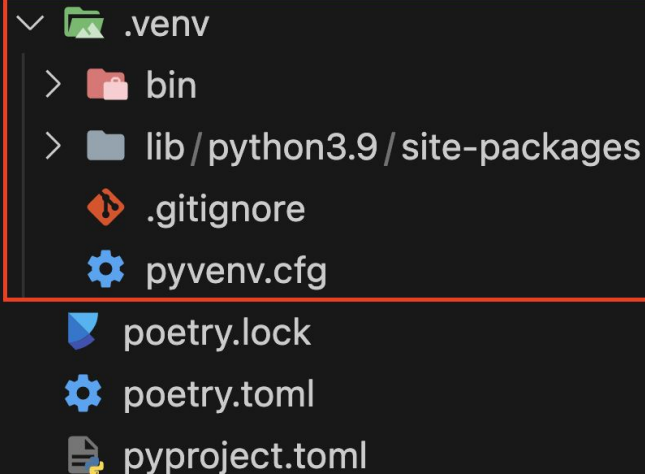 .venv
bin
lib/python3.9/site-packages
.gitignore
pyvenv.cfg
poetry.lock
poetry.toml
pyproject.toml